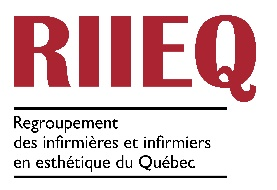 RIIEQ
Regroupement
des infirmières et infirmiers
en esthétique du Québec